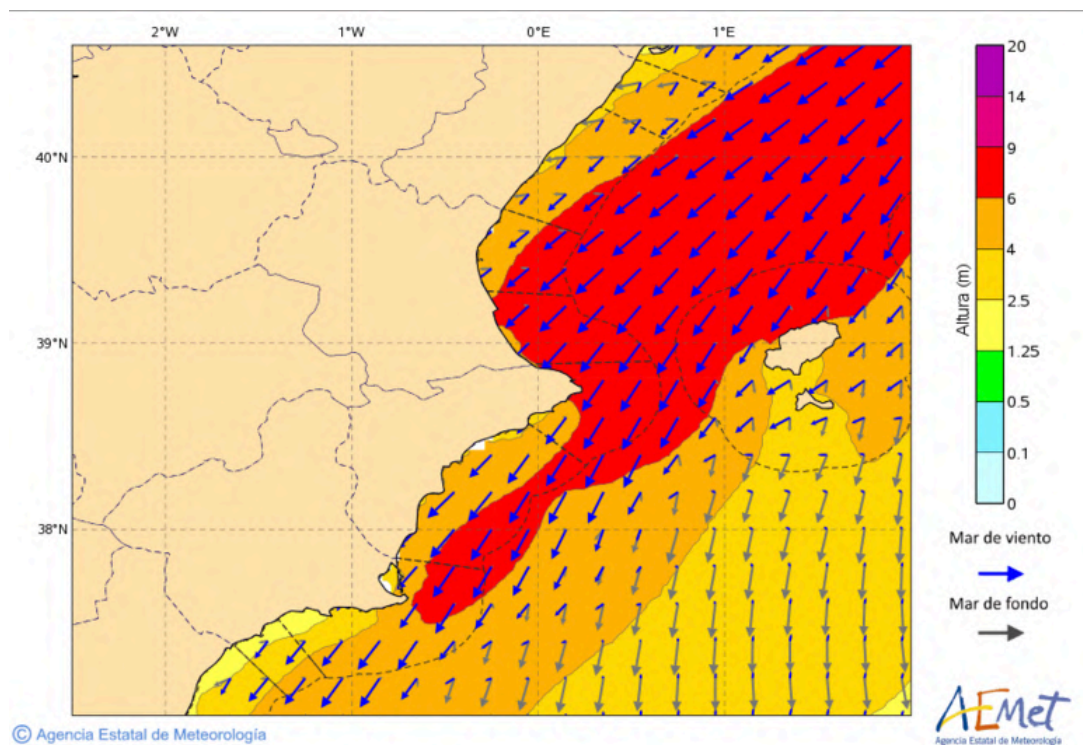 2°W 1°W 0°E 1°E
40°N
39°N
38°N
20
14
9
6
4
2.5
1.25
0.5
0.1
0
Altura (m)
Mar de viento
Mar de fondo
AEMet
Agencia Estatal de Meteorología
© Agencia Estatal de Meteorología